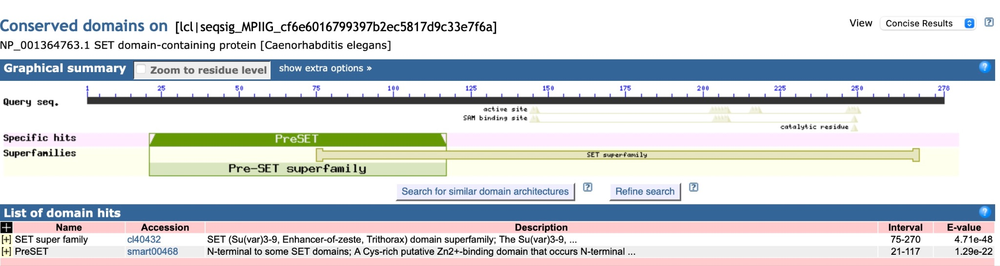 Conserved domains on [lcl|seqsig_MPIIG_cf6e6016799397b2ec5817d9c33e7f6a]
View Concise Results ?
NP_001364763.1 SET domain-containing protein [Caenorhabditis elegans]
Graphical summary Zoom to residue level show extra options » ?
1 25 50 75 100 125 150 175 200 225 250 278
Query seq.
active site
SAM binding site
catalytic residue
Specific hits PreSET
Superfamilies SET superfamily
Pre-SET superfamily
Search for similar domain architectures ? Refine search ?
List of domain hits ?
+ Name Accession Description Interval E-value
[+] SET super family cl40432 SET (Su(var)3-9, Enhancer-of-zeste, Trithorax) domain superfamily; The Su(var)3-9, ... 75-270 4.71e-48
[+] PreSET smart00468 N-terminal to some SET domains; A Cys-rich putative Zn2+-binding domain that occurs N-terminal ... 21-117 1.29e-22